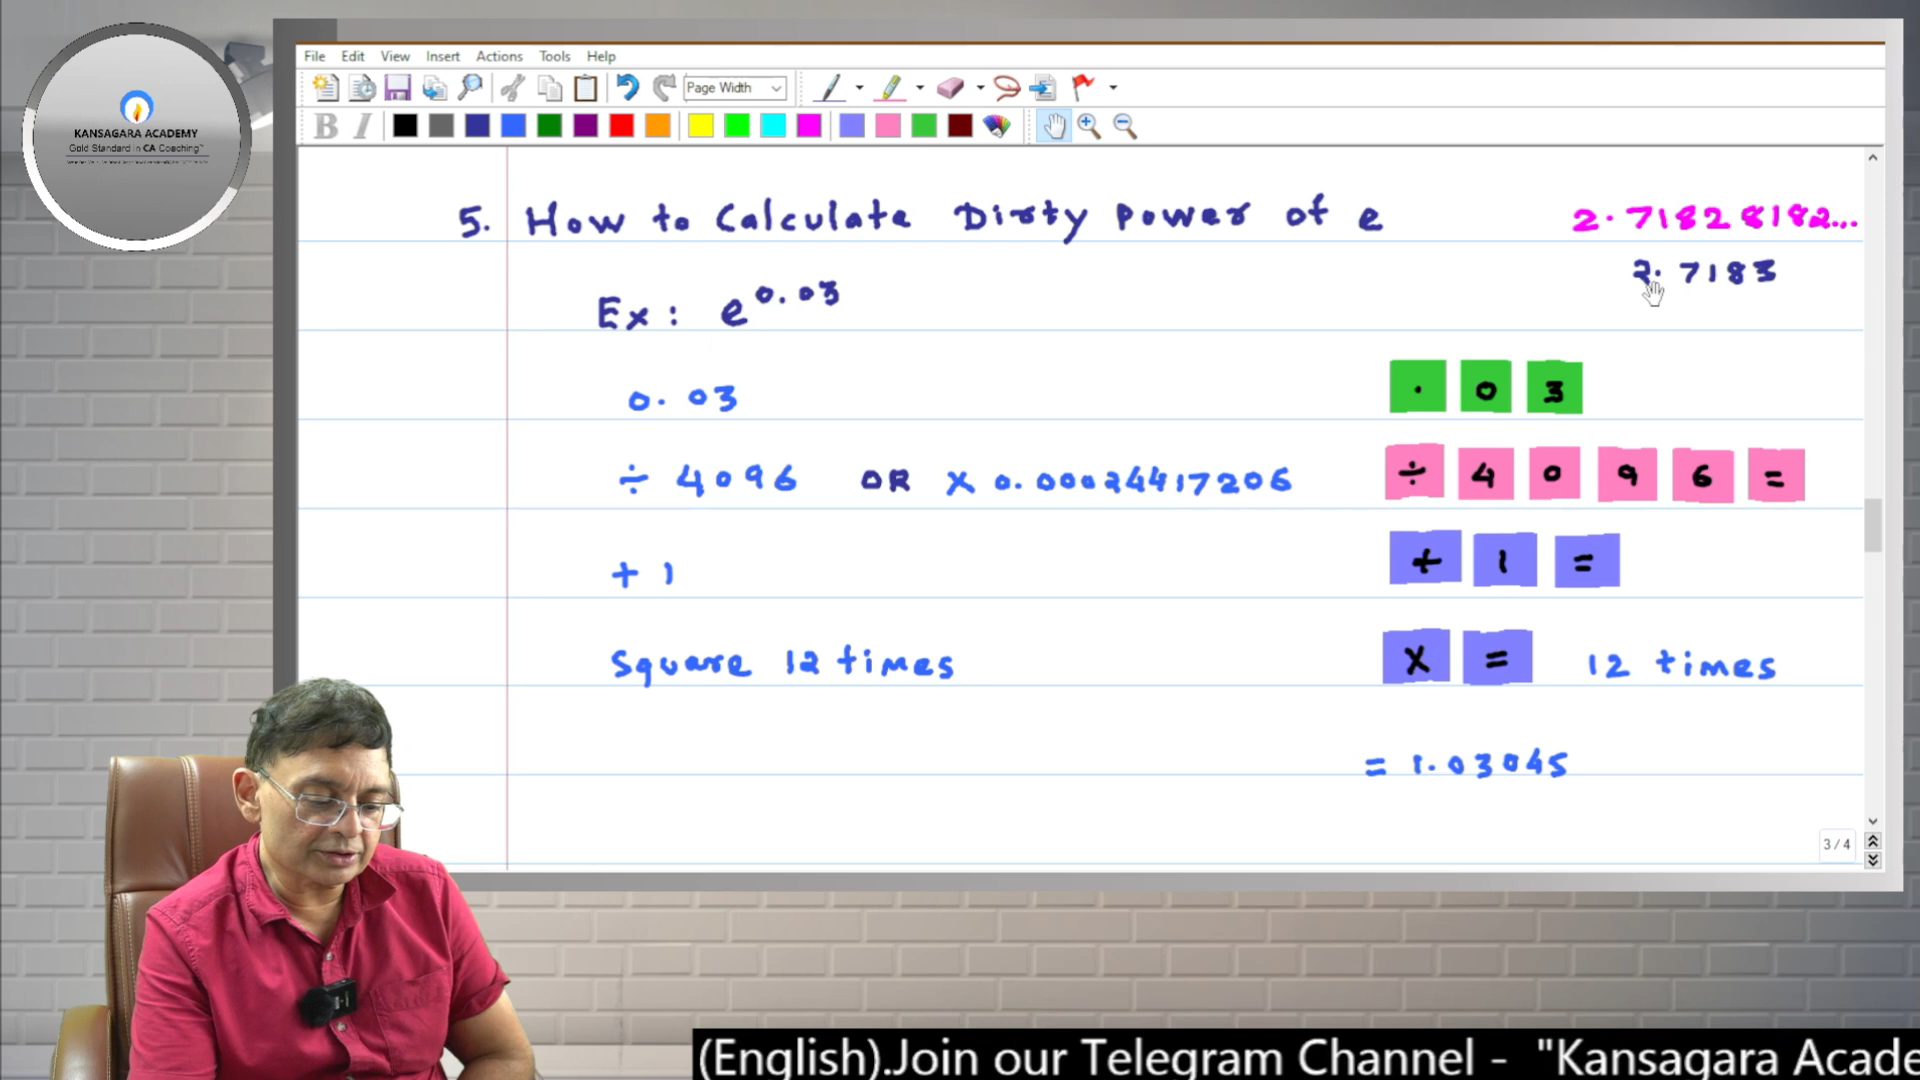 KANSAGARA ACADEMY
Gold Standard in CA Coaching™
File Edit View Insert Actions Tools Help
Page Width
B I
5. How to Calculate Dirty Power of e 2.71828182...
2.7183
Ex: e^0.03
0.03 . 0 3
÷ 4096 OR × 0.00024417206 ÷ 4 0 9 6 =
+ 1 + 1 =
Square 12 times × = 12 times
= 1.03045
3 / 4
(English).Join our Telegram Channel - "Kansagara Acade